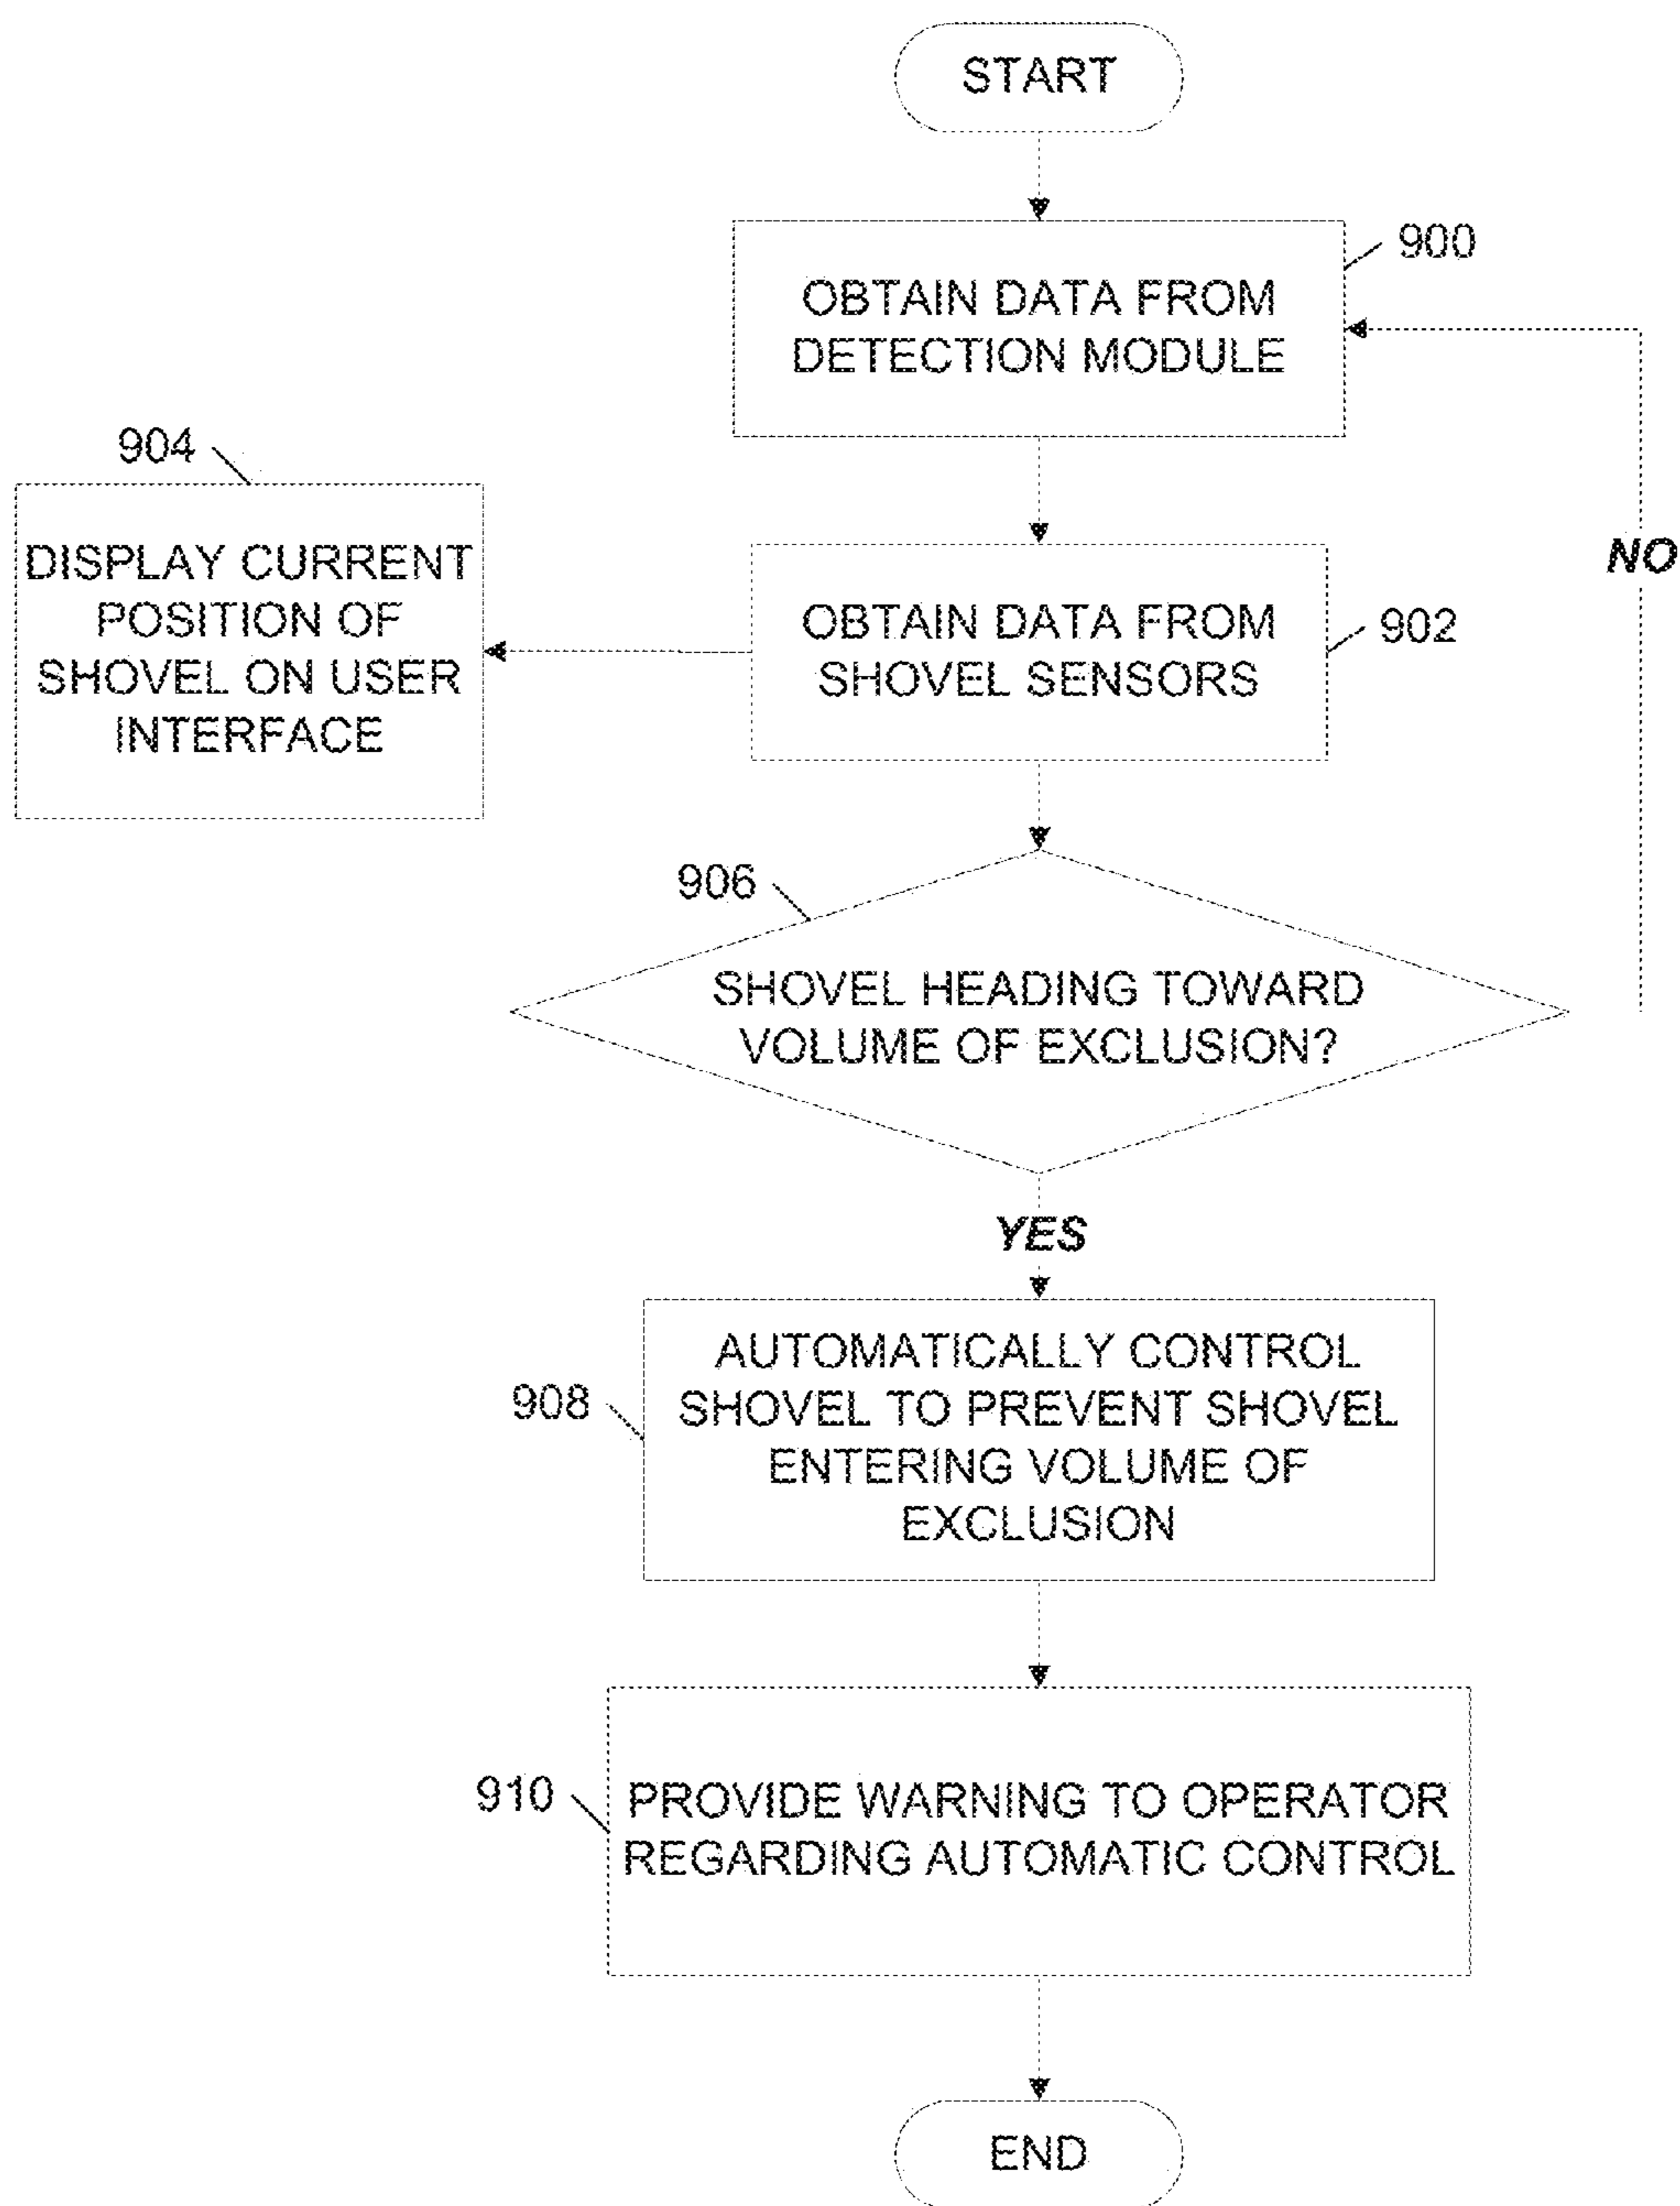 START
900
OBTAIN DATA FROM
DETECTION MODULE
904
DISPLAY CURRENT
POSITION OF
SHOVEL ON USER
INTERFACE
NO
902
OBTAIN DATA FROM
SHOVEL SENSORS
906
SHOVEL HEADING TOWARD
VOLUME OF EXCLUSION?
YES
908
AUTOMATICALLY CONTROL
SHOVEL TO PREVENT SHOVEL
ENTERING VOLUME OF
EXCLUSION
910
PROVIDE WARNING TO OPERATOR
REGARDING AUTOMATIC CONTROL
END